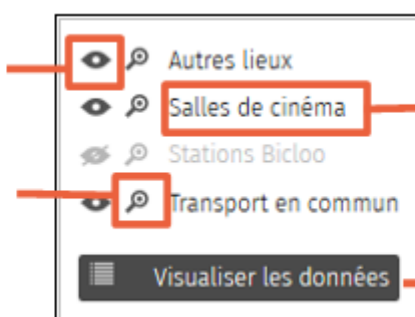 Autres lieux
Salles de cinéma
Stations Bicloo
Transport en commun
Visualiser les données